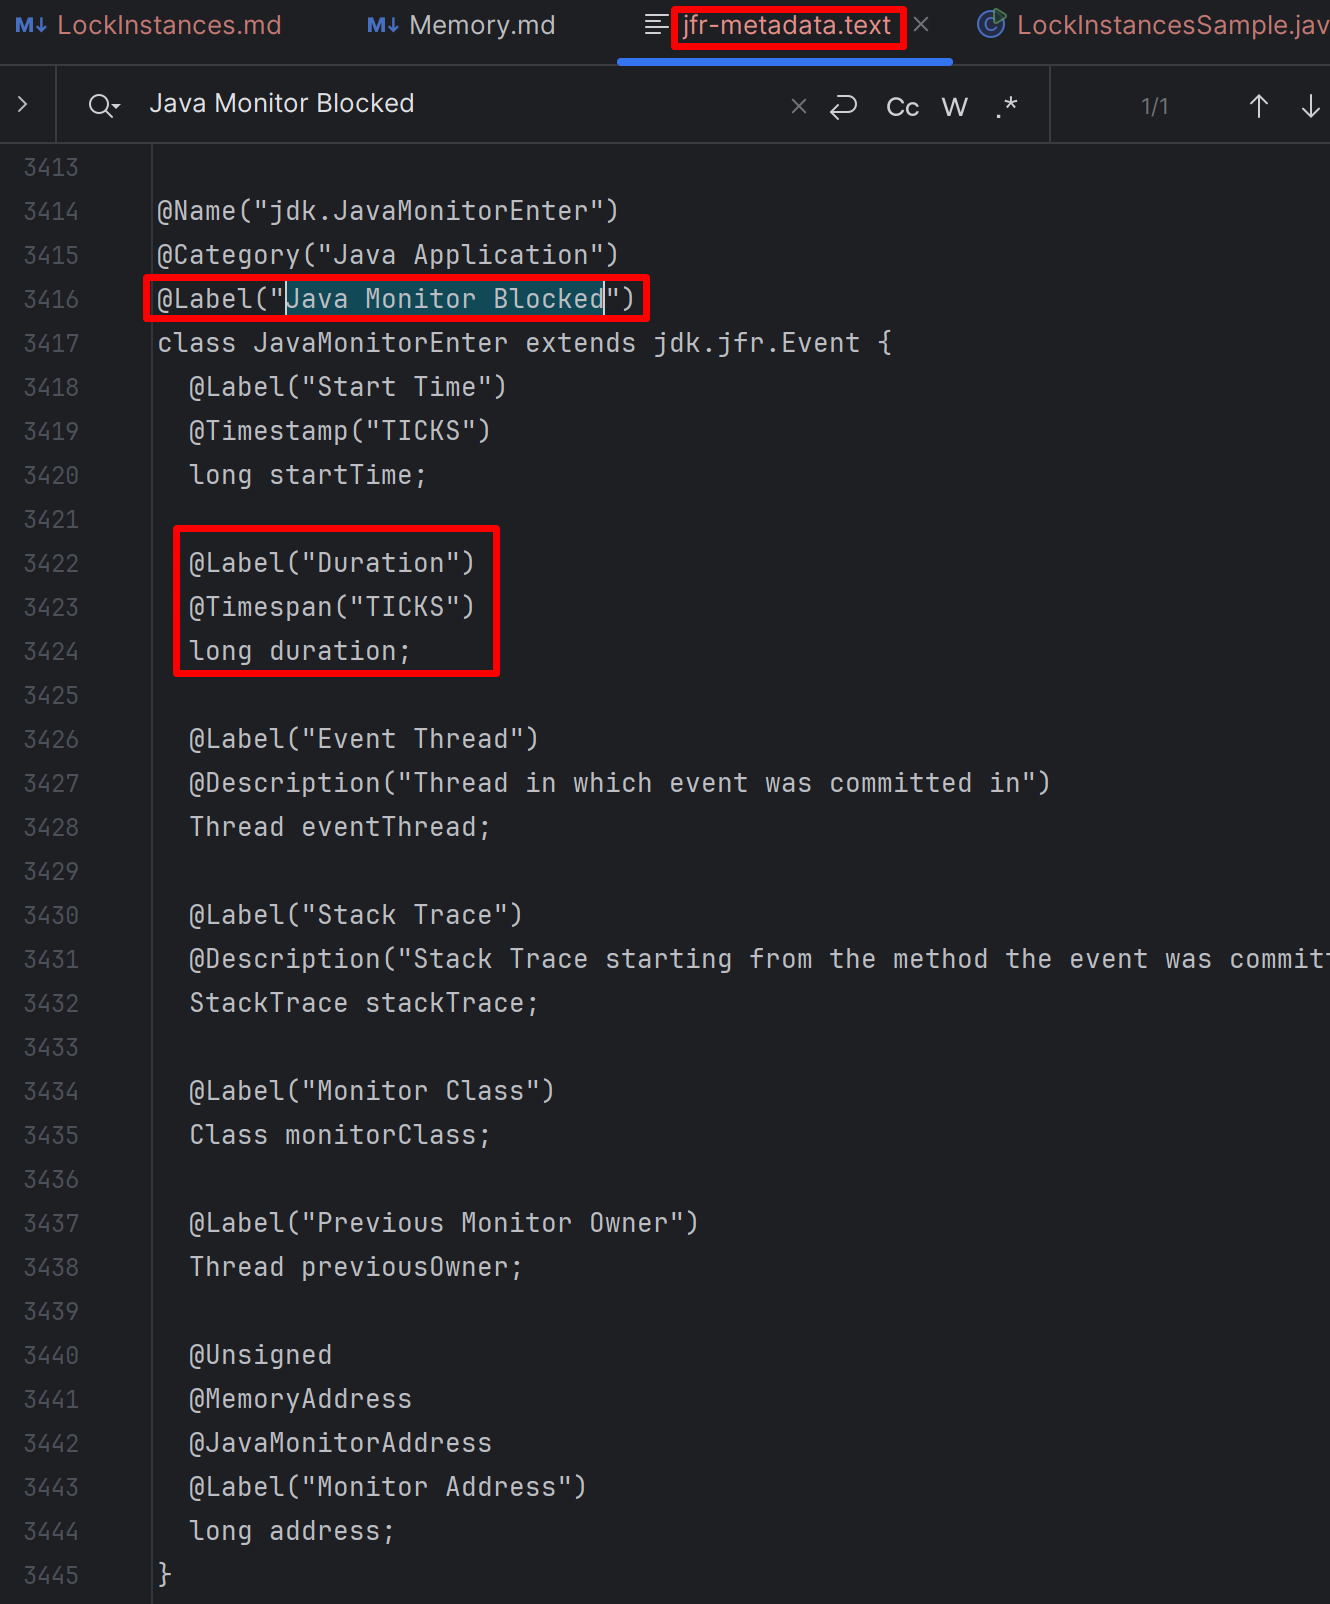 LockInstances.md Memory.md jfr-metadata.text LockInstancesSample.jav
Java Monitor Blocked Cc W .* 1/1
3413
3414 @Name("jdk.JavaMonitorEnter")
3415 @Category("Java Application")
3416 @Label("Java Monitor Blocked")
3417 class JavaMonitorEnter extends jdk.jfr.Event {
3418 @Label("Start Time")
3419 @Timestamp("TICKS")
3420 long startTime;
3421
3422 @Label("Duration")
3423 @Timespan("TICKS")
3424 long duration;
3425
3426 @Label("Event Thread")
3427 @Description("Thread in which event was committed in")
3428 Thread eventThread;
3429
3430 @Label("Stack Trace")
3431 @Description("Stack Trace starting from the method the event was committ
3432 StackTrace stackTrace;
3433
3434 @Label("Monitor Class")
3435 Class monitorClass;
3436
3437 @Label("Previous Monitor Owner")
3438 Thread previousOwner;
3439
3440 @Unsigned
3441 @MemoryAddress
3442 @JavaMonitorAddress
3443 @Label("Monitor Address")
3444 long address;
3445 }